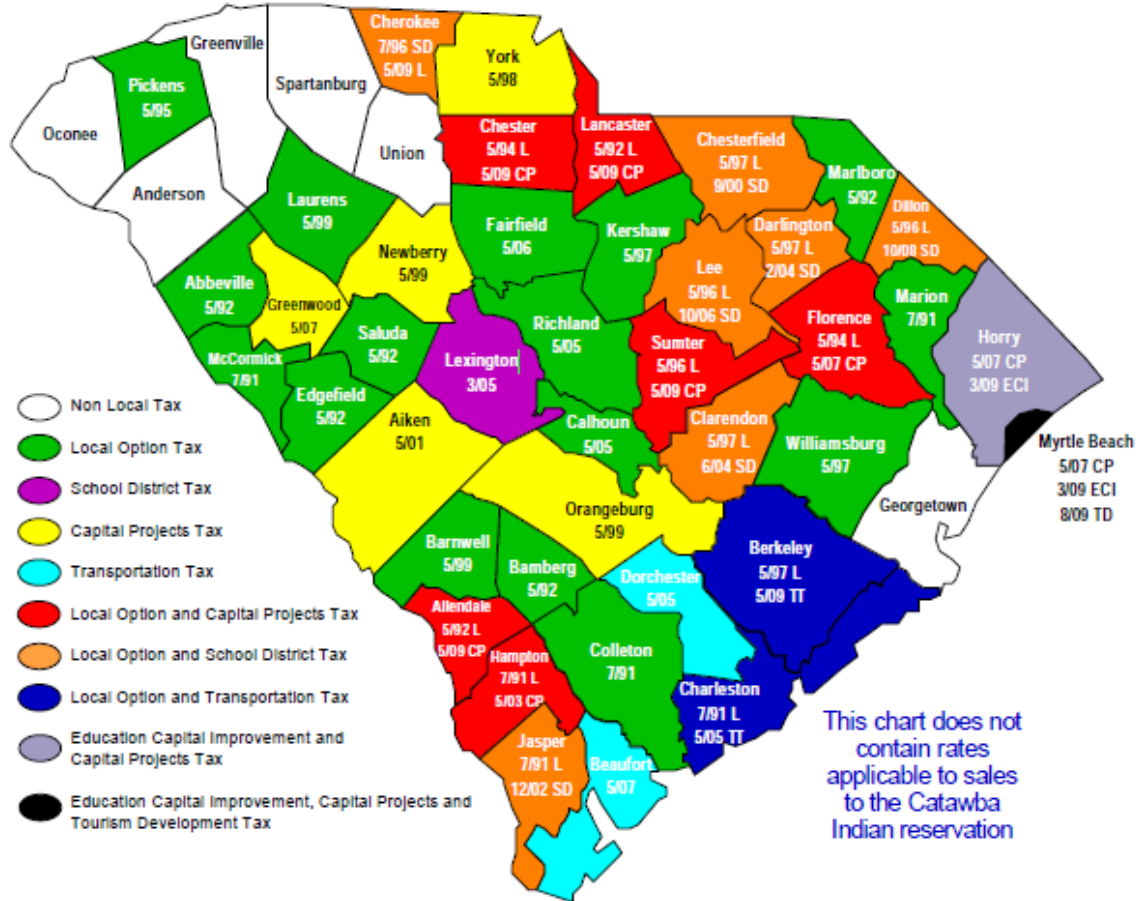 Cherokee
7/96 SD
5/09 L
Greenville
York
5/98
Pickens
5/95
Spartanburg
Oconee
Union
Anderson
Chester
5/94 L
5/09 CP
Lancaster
5/92 L
5/09 CP
Chesterfield
5/97 L
9/00 SD
Marlboro
5/92
Dillon
5/96 L
10/08 SD
Laurens
5/99
Fairfield
5/06
Kershaw
5/97
Darlington
5/97 L
2/04 SD
Newberry
5/99
Lee
5/96 L
10/06 SD
Abbeville
5/92
Greenwood
5/07
Saluda
5/92
Richland
5/05
Marion
7/91
Florence
5/94 L
5/07 CP
Horry
5/07 CP
3/09 ECI
McCormick
7/91
Lexington
3/05
Sumter
5/96 L
5/09 CP
Edgefield
5/92
Aiken
5/01
Calhoun
5/05
Clarendon
5/97 L
6/04 SD
Williamsburg
5/97
Myrtle Beach
5/07 CP
3/09 ECI
8/09 TD
Georgetown
Orangeburg
5/99
Barnwell
5/99
Bamberg
5/92
Dorchester
5/05
Berkeley
5/97 L
5/09 TT
Allendale
5/92 L
5/09 CP
Hampton
7/91 L
5/03 CP
Colleton
7/91
Charleston
7/91 L
5/05 TT
Jasper
7/91 L
12/02 SD
Beaufort
5/07
Non Local Tax
Local Option Tax
School District Tax
Capital Projects Tax
Transportation Tax
Local Option and Capital Projects Tax
Local Option and School District Tax
Local Option and Transportation Tax
Education Capital Improvement and
Capital Projects Tax
Education Capital Improvement, Capital Projects and
Tourism Development Tax
This chart does not
contain rates
applicable to sales
to the Catawba
Indian reservation